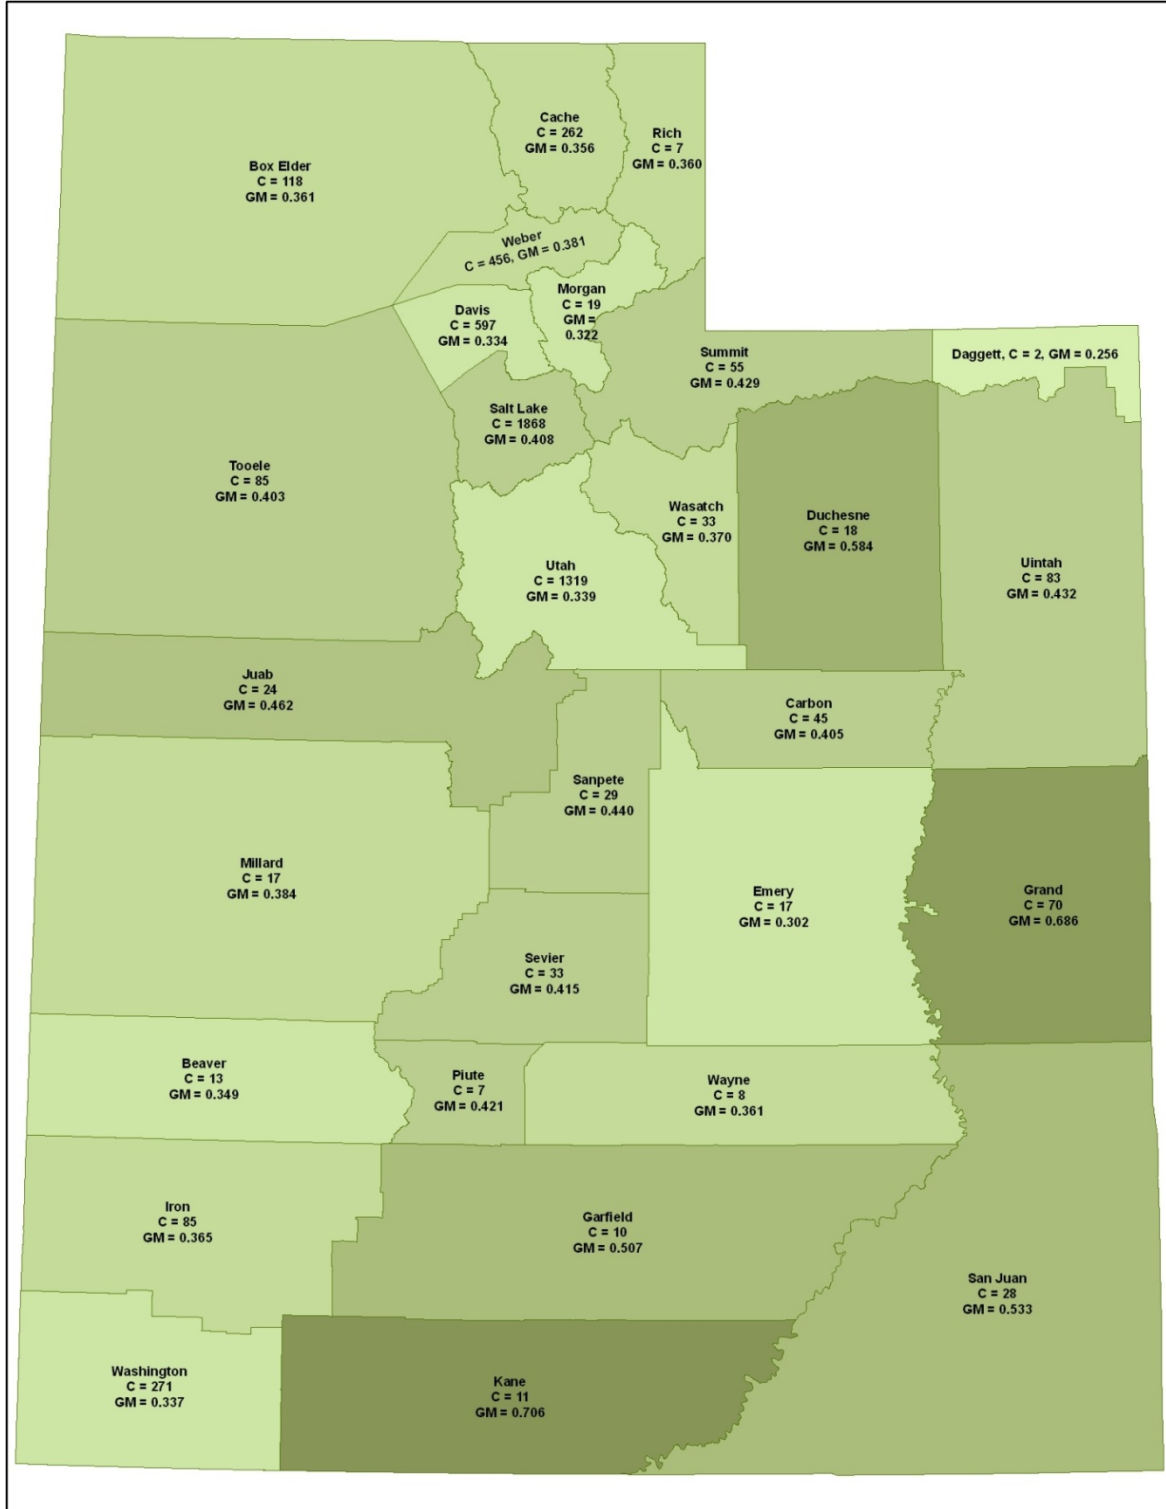 Cache
C = 262
GM = 0.356
Rich
C = 7
GM = 0.360
Box Elder
C = 118
GM = 0.361
Weber
C = 456, GM = 0.381
Morgan
C = 19
GM =
0.322
Davis
C = 597
GM = 0.334
Summit
C = 55
GM = 0.429
Daggett, C = 2, GM = 0.256
Salt Lake
C = 1868
GM = 0.408
Tooele
C = 85
GM = 0.403
Wasatch
C = 33
GM = 0.370
Duchesne
C = 18
GM = 0.584
Utah
C = 1319
GM = 0.339
Uintah
C = 83
GM = 0.432
Juab
C = 24
GM = 0.462
Carbon
C = 45
GM = 0.405
Sanpete
C = 29
GM = 0.440
Millard
C = 17
GM = 0.384
Emery
C = 17
GM = 0.302
Grand
C = 70
GM = 0.686
Sevier
C = 33
GM = 0.415
Beaver
C = 13
GM = 0.349
Piute
C = 7
GM = 0.421
Wayne
C = 8
GM = 0.361
Iron
C = 85
GM = 0.365
Garfield
C = 10
GM = 0.507
San Juan
C = 28
GM = 0.533
Washington
C = 271
GM = 0.337
Kane
C = 11
GM = 0.706